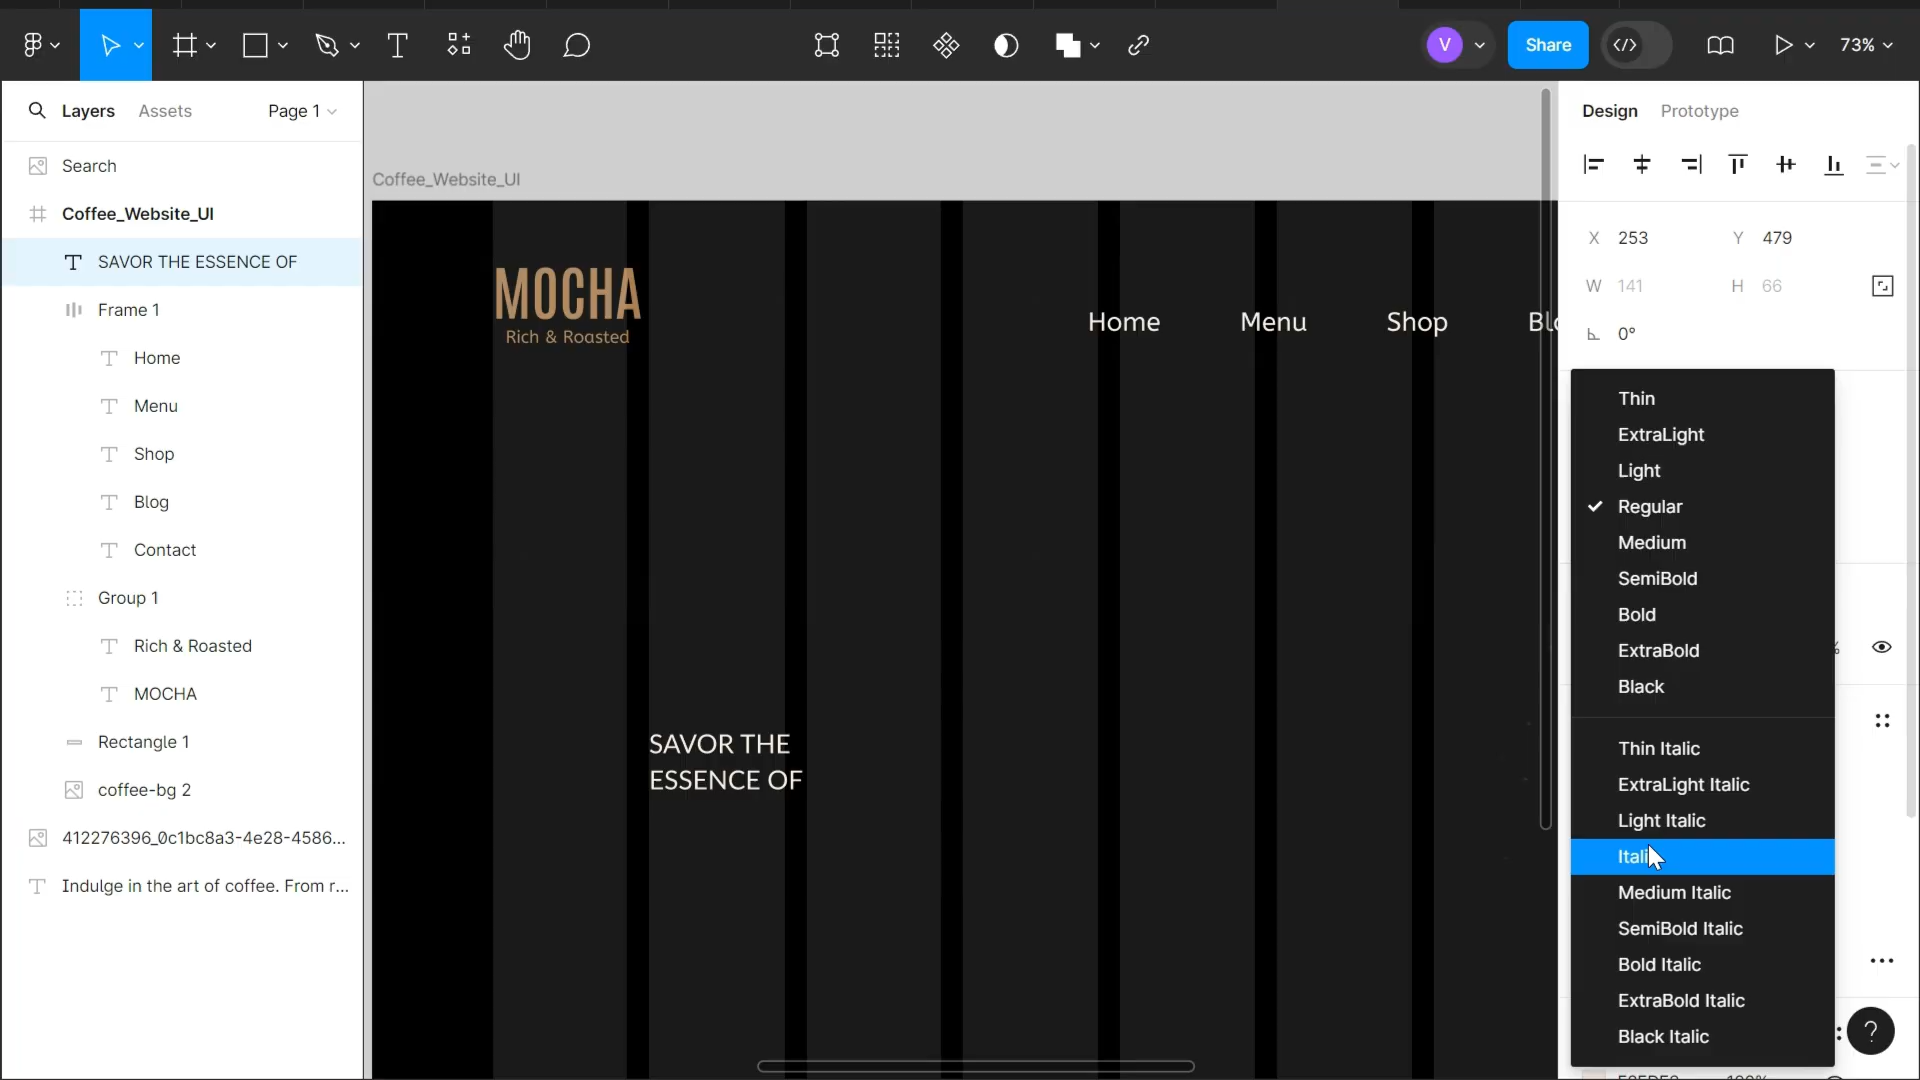 V
Share
73%
Layers
Assets
Page 1
Search
Coffee_Website_UI
SAVOR THE ESSENCE OF
Frame 1
Home
Menu
Shop
Blog
Contact
Group 1
Rich & Roasted
MOCHA
Rectangle 1
coffee-bg 2
412276396_0c1bc8a3-4e28-4586...
Indulge in the art of coffee. From r...
Coffee_Website_UI
MOCHA
Rich & Roasted
Home
Menu
Shop
SAVOR THE
ESSENCE OF
Design
Prototype
X 253
Y 479
W 141
H 66
0°
Thin
ExtraLight
Light
Regular
Medium
SemiBold
Bold
ExtraBold
Black
Thin Italic
ExtraLight Italic
Light Italic
Italic
Medium Italic
SemiBold Italic
Bold Italic
ExtraBold Italic
Black Italic
?